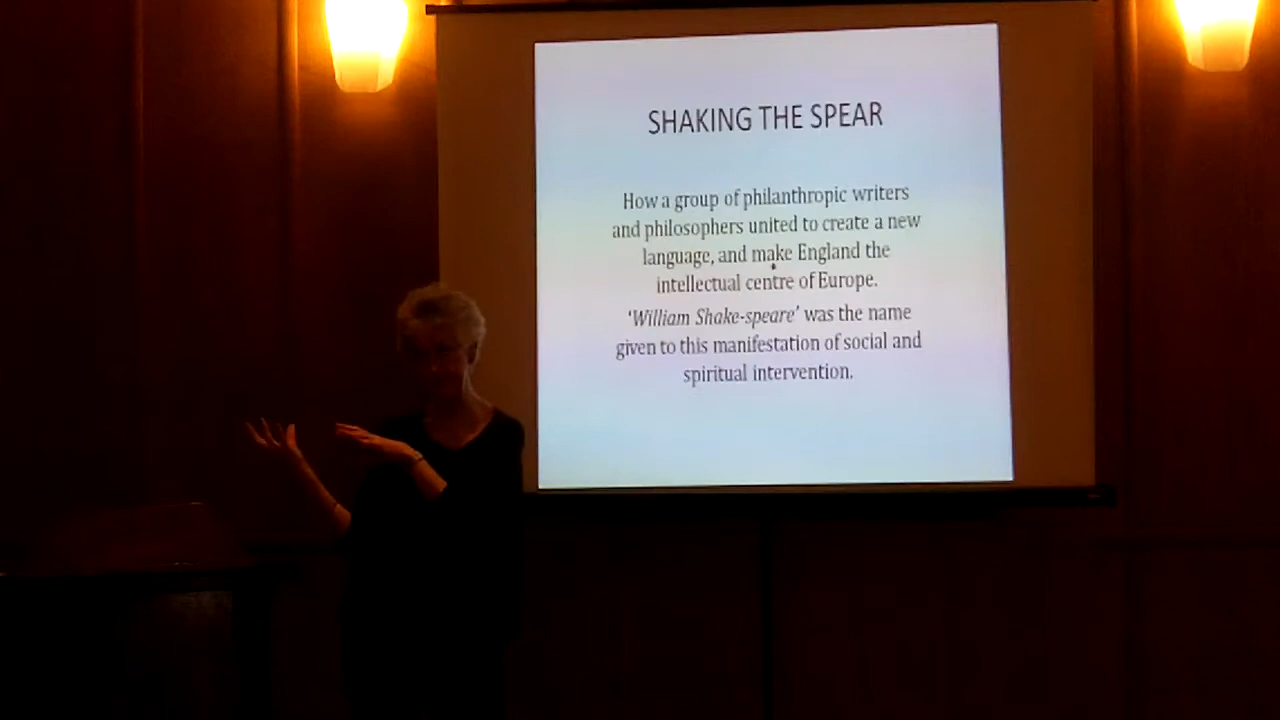 SHAKING THE SPEAR
How a group of philanthropic writers
and philosophers united to create a new
language, and make England the
intellectual centre of Europe.
'William Shake-speare' was the name
given to this manifestation of social and
spiritual intervention.